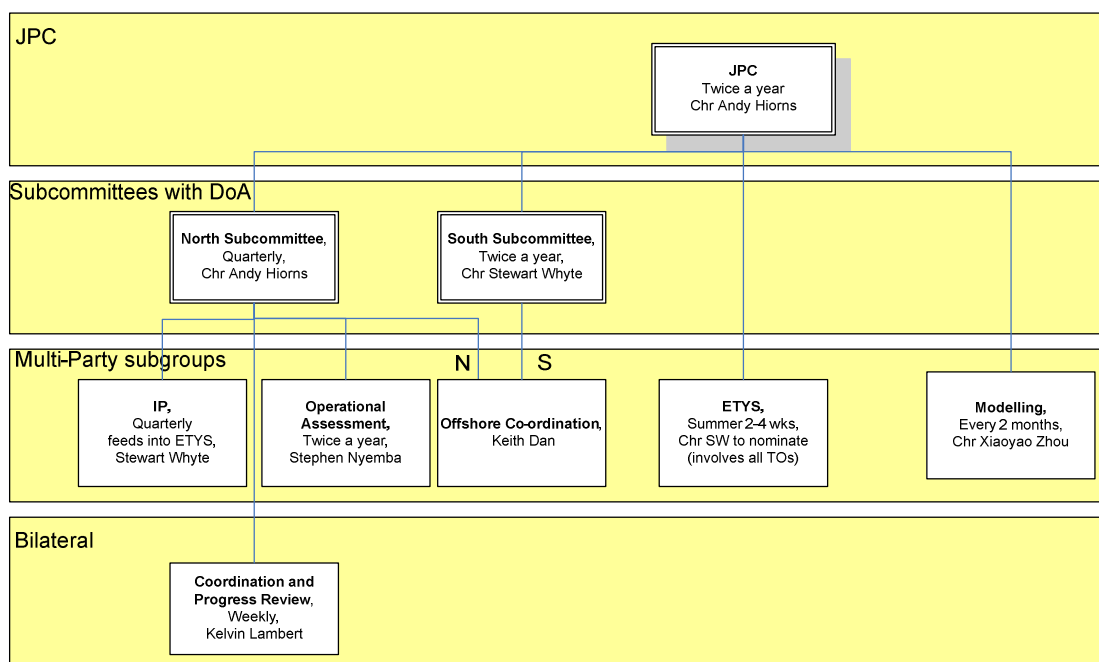 JPC
JPC
Twice a year
Chr Andy Hiorns
Subcommittees with DoA
North Subcommittee,
Quarterly,
Chr Andy Hiorns
South Subcommittee,
Twice a year,
Chr Stewart Whyte
Multi-Party subgroups
N
S
IP,
Quarterly
feeds into ETYS,
Stewart Whyte
Operational
Assessment,
Twice a year,
Stephen Nyemba
Offshore Co-ordination,
Keith Dan
ETYS,
Summer 2-4 wks,
Chr SW to nominate
(involves all TOs)
Modelling,
Every 2 months,
Chr Xiaoyao Zhou
Bilateral
Coordination and
Progress Review,
Weekly,
Kelvin Lambert